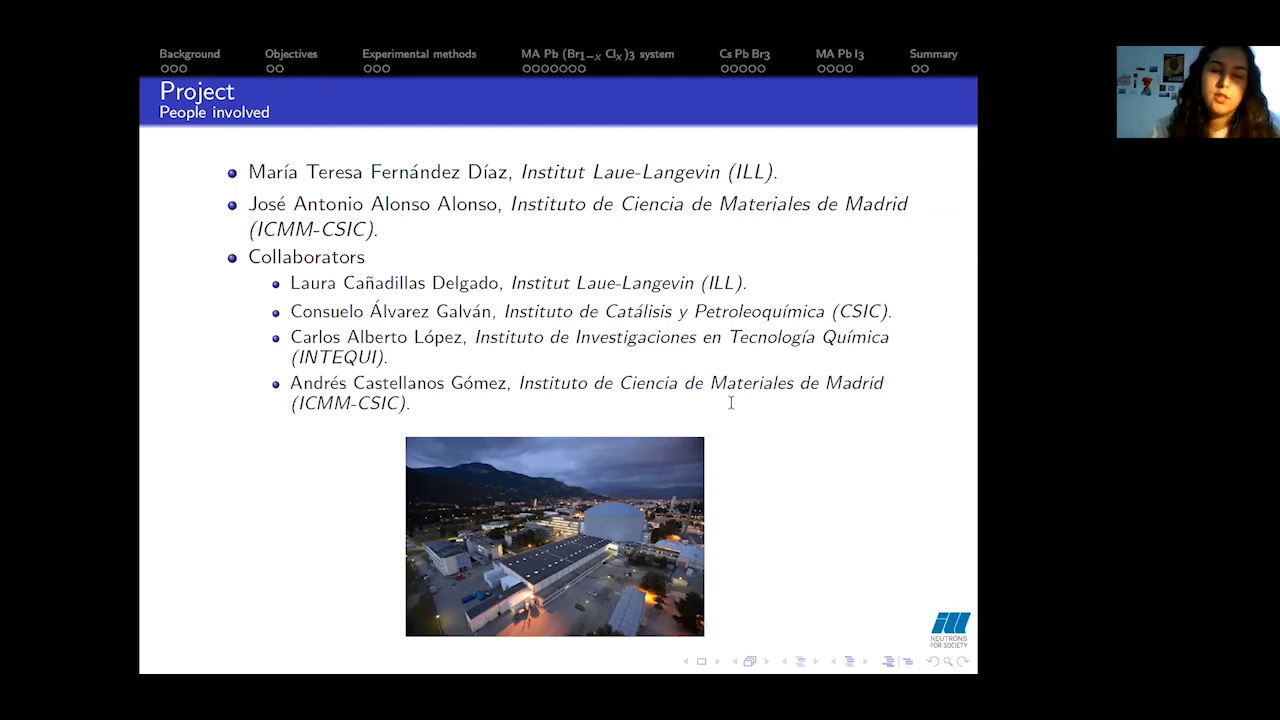 Background Objectives Experimental methods MA Pb (Br1−x Clx)3 system Cs Pb Br3 MA Pb I3 Summary
Project
People involved
María Teresa Fernández Díaz, Institut Laue-Langevin (ILL).
José Antonio Alonso Alonso, Instituto de Ciencia de Materiales de Madrid
(ICMM-CSIC).
Collaborators
Laura Cañadillas Delgado, Institut Laue-Langevin (ILL).
Consuelo Álvarez Galván, Instituto de Catálisis y Petroleoquímica (CSIC).
Carlos Alberto López, Instituto de Investigaciones en Tecnología Química
(INTEQUI).
Andrés Castellanos Gómez, Instituto de Ciencia de Materiales de Madrid
(ICMM-CSIC).
ill
NEUTRONS
FOR SOCIETY